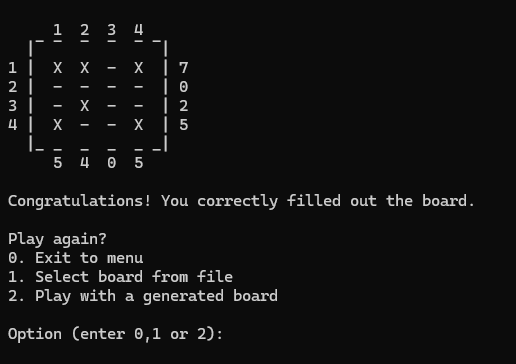 1 2 3 4
|‾ ‾ ‾ ‾ ‾ ‾|
1 | X X - X | 7
2 | - - - - | 0
3 | - X - - | 2
4 | X - - X | 5
|_ _ _ _ _ _|
5 4 0 5
Congratulations! You correctly filled out the board.
Play again?
0. Exit to menu
1. Select board from file
2. Play with a generated board
Option (enter 0,1 or 2):